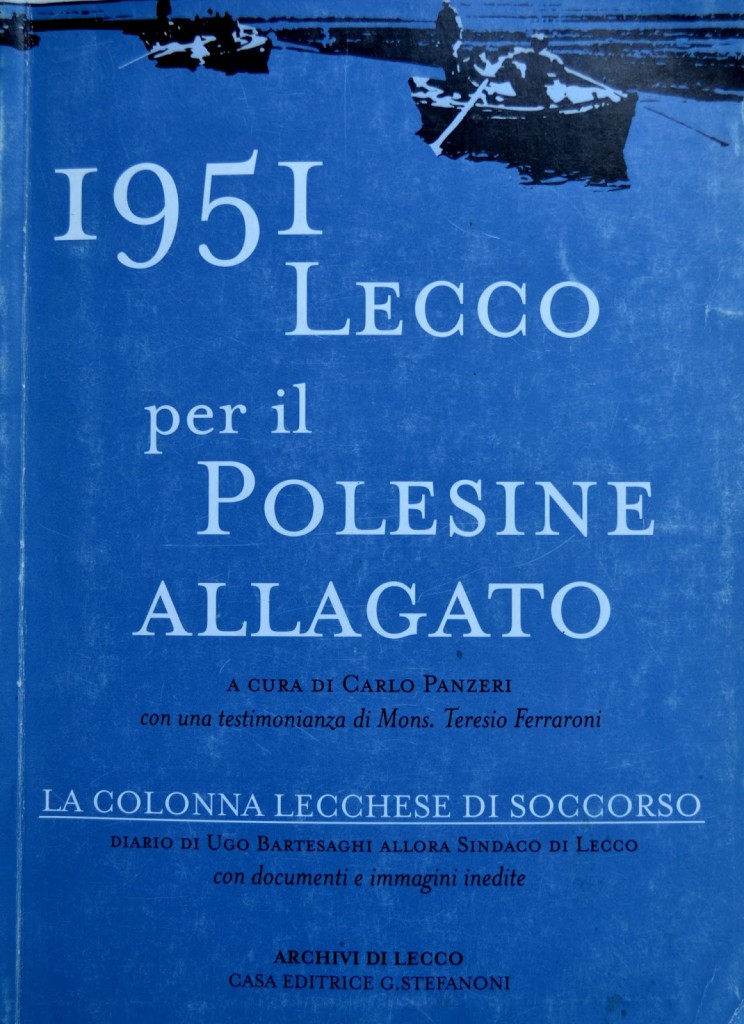 1951
LECCO
per il
POLESINE
ALLAGATO
A CURA DI CARLO PANZERI
con una testimonianza di Mons. Teresio Ferraroni
LA COLONNA LECCHESE DI SOCCORSO
DIARIO DI UGO BARTESAGHI ALLORA SINDACO DI LECCO
con documenti e immagini inedite
ARCHIVI DI LECCO
CASA EDITRICE G.STEFANONI